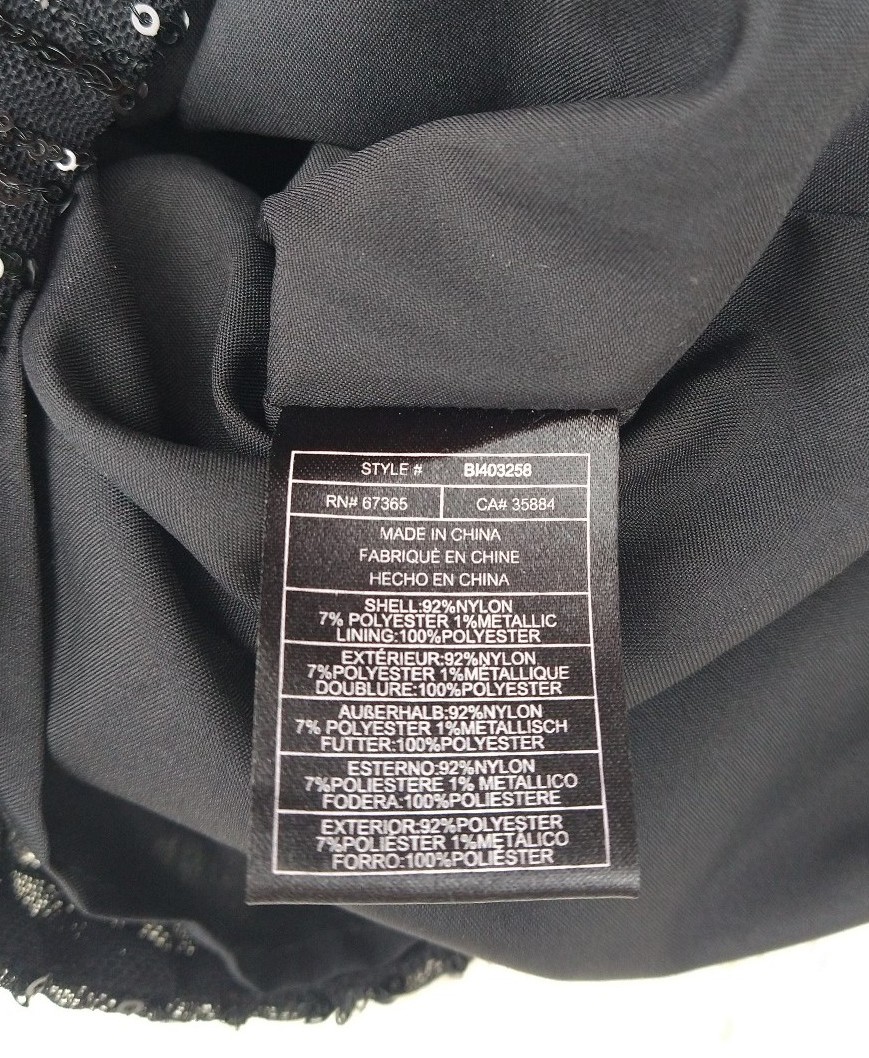 STYLE # BI403258
RN# 67365 CA# 35884
MADE IN CHINA
FABRIQUÉ EN CHINE
HECHO EN CHINA
SHELL:92%NYLON
7% POLYESTER 1%METALLIC
LINING:100%POLYESTER
EXTÉRIEUR:92%NYLON
7%POLYESTER 1%MÉTALLIQUE
DOUBLURE:100%POLYESTER
AUßERHALB:92%NYLON
7% POLYESTER 1%METALLISCH
FUTTER:100%POLYESTER
ESTERNO:92%NYLON
7%POLIESTERE 1% METALLICO
FODERA:100%POLIESTERE
EXTERIOR:92%POLYESTER
7%POLIÉSTER 1%METÁLICO
FORRO:100%POLIÉSTER